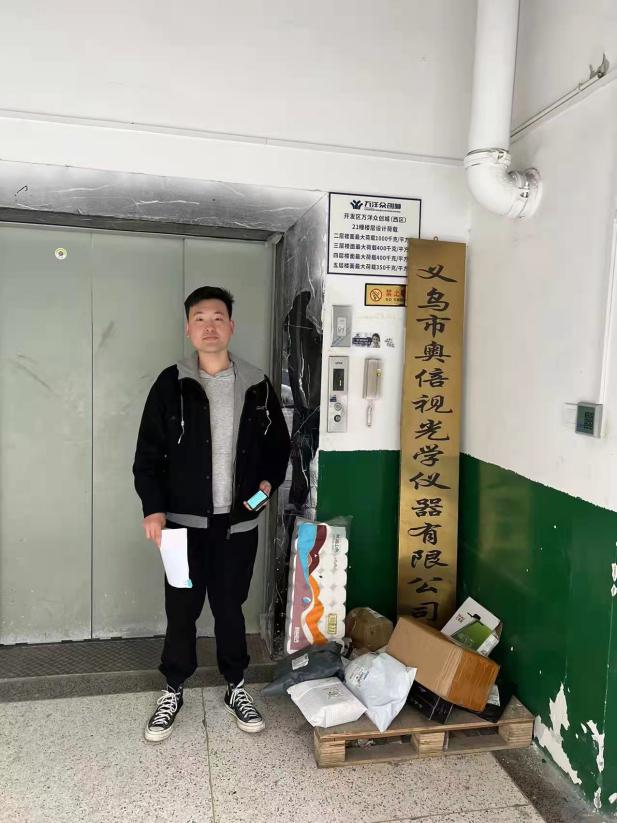 万洋众创城
开发区万洋众创城(西区)
21幢楼层设计荷载
二层楼面最大荷载1000千克/平方
三层楼面最大荷载400千克/平方
四层楼面最大荷载400千克/平方
五层楼面最大荷载350千克/平方
禁止
义乌市奥倍视光学仪器有限公司